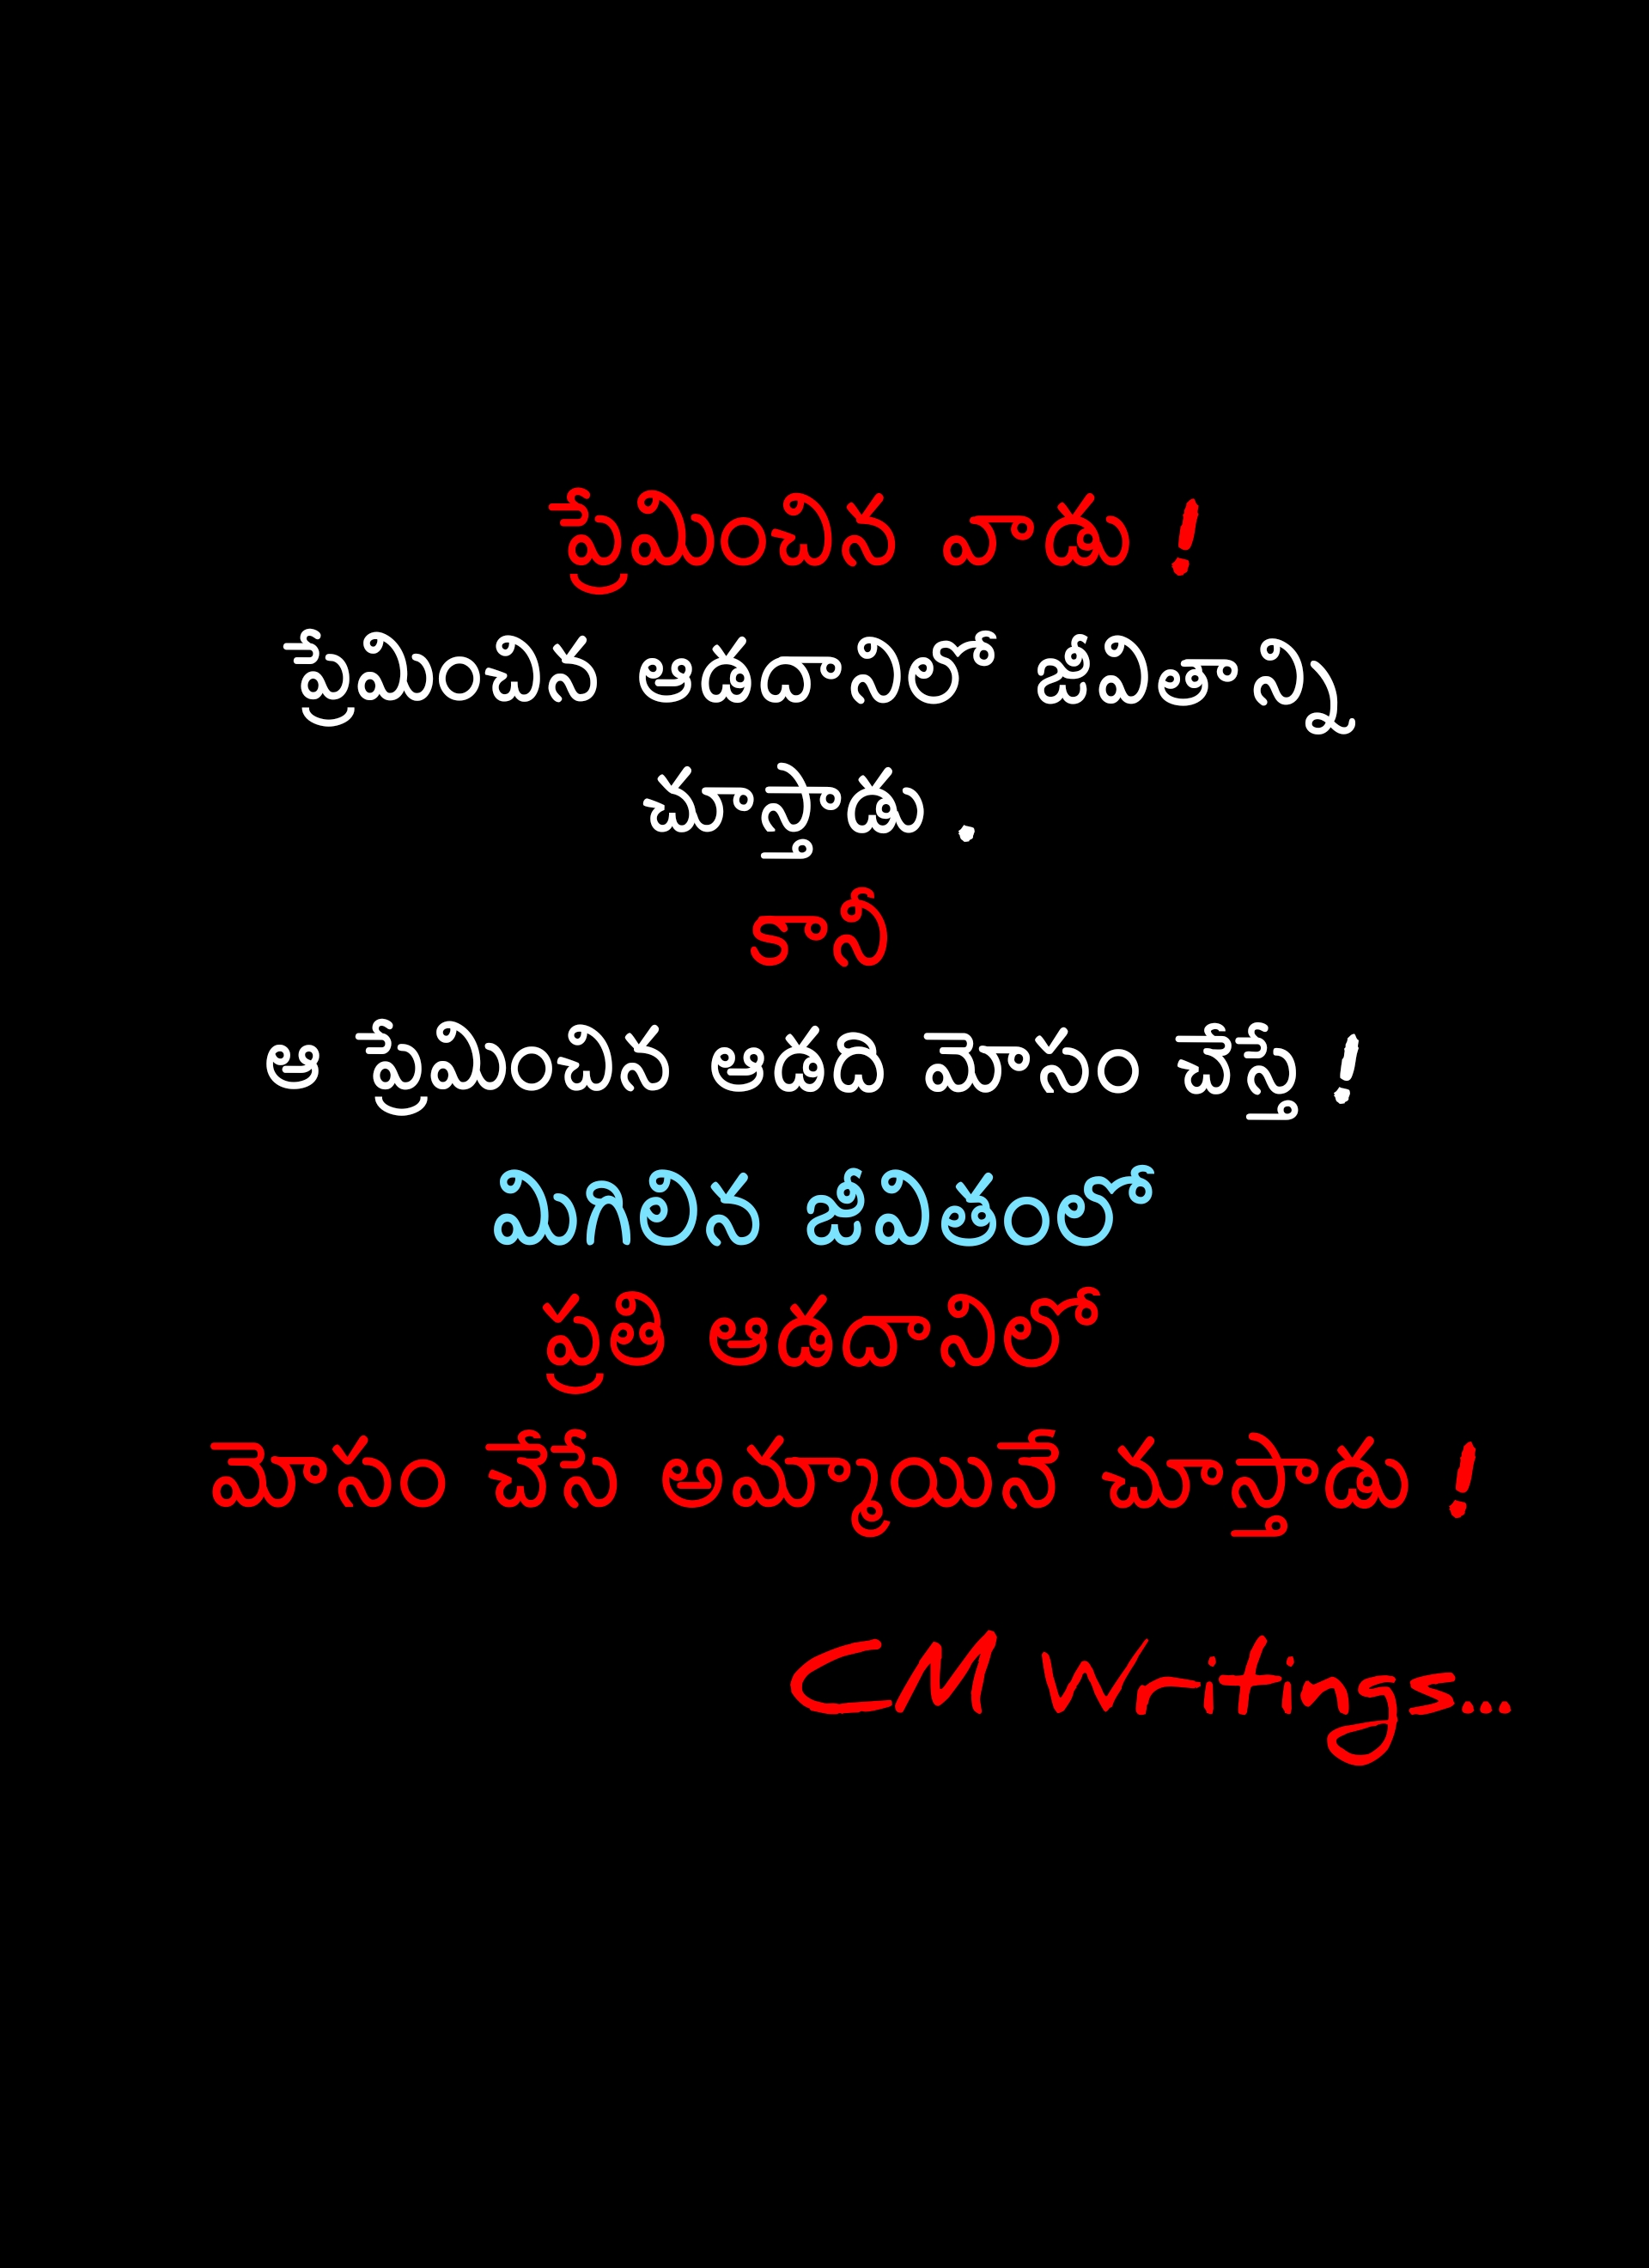 ప్రేమించిన వాడు !
ప్రేమించిన ఆడదానిలో జీవితాన్ని
చూస్తాడు .
కానీ
ఆ ప్రేమించిన ఆడది మోసం చేస్తే !
మిగిలిన జీవితంలో
ప్రతి ఆడదానిలో
మోసం చేసే అమ్మాయినే చూస్తాడు !
CM Writings...